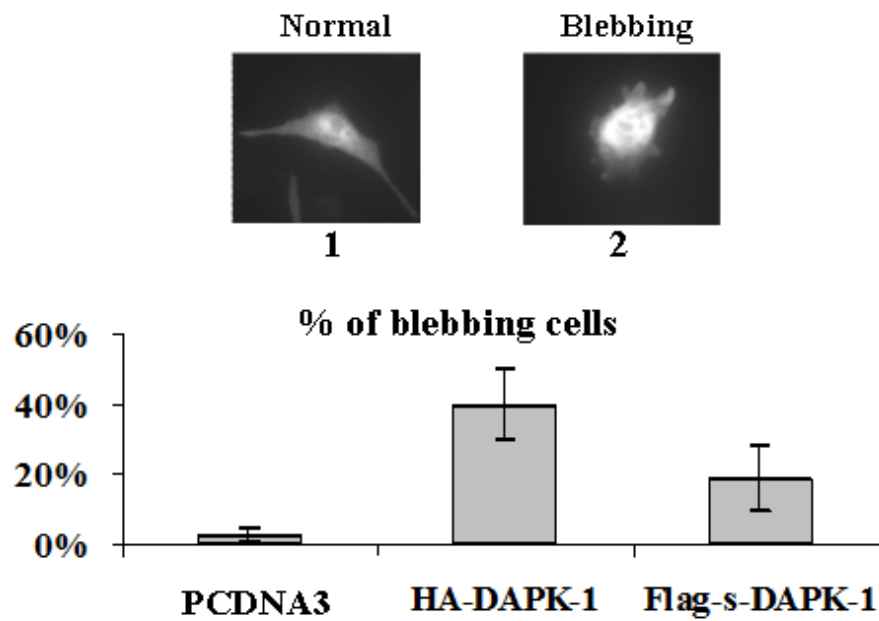 Normal Blebbing
1 2
% of blebbing cells
60%
40%
20%
0%
PCDNA3 HA-DAPK-1 Flag-s-DAPK-1